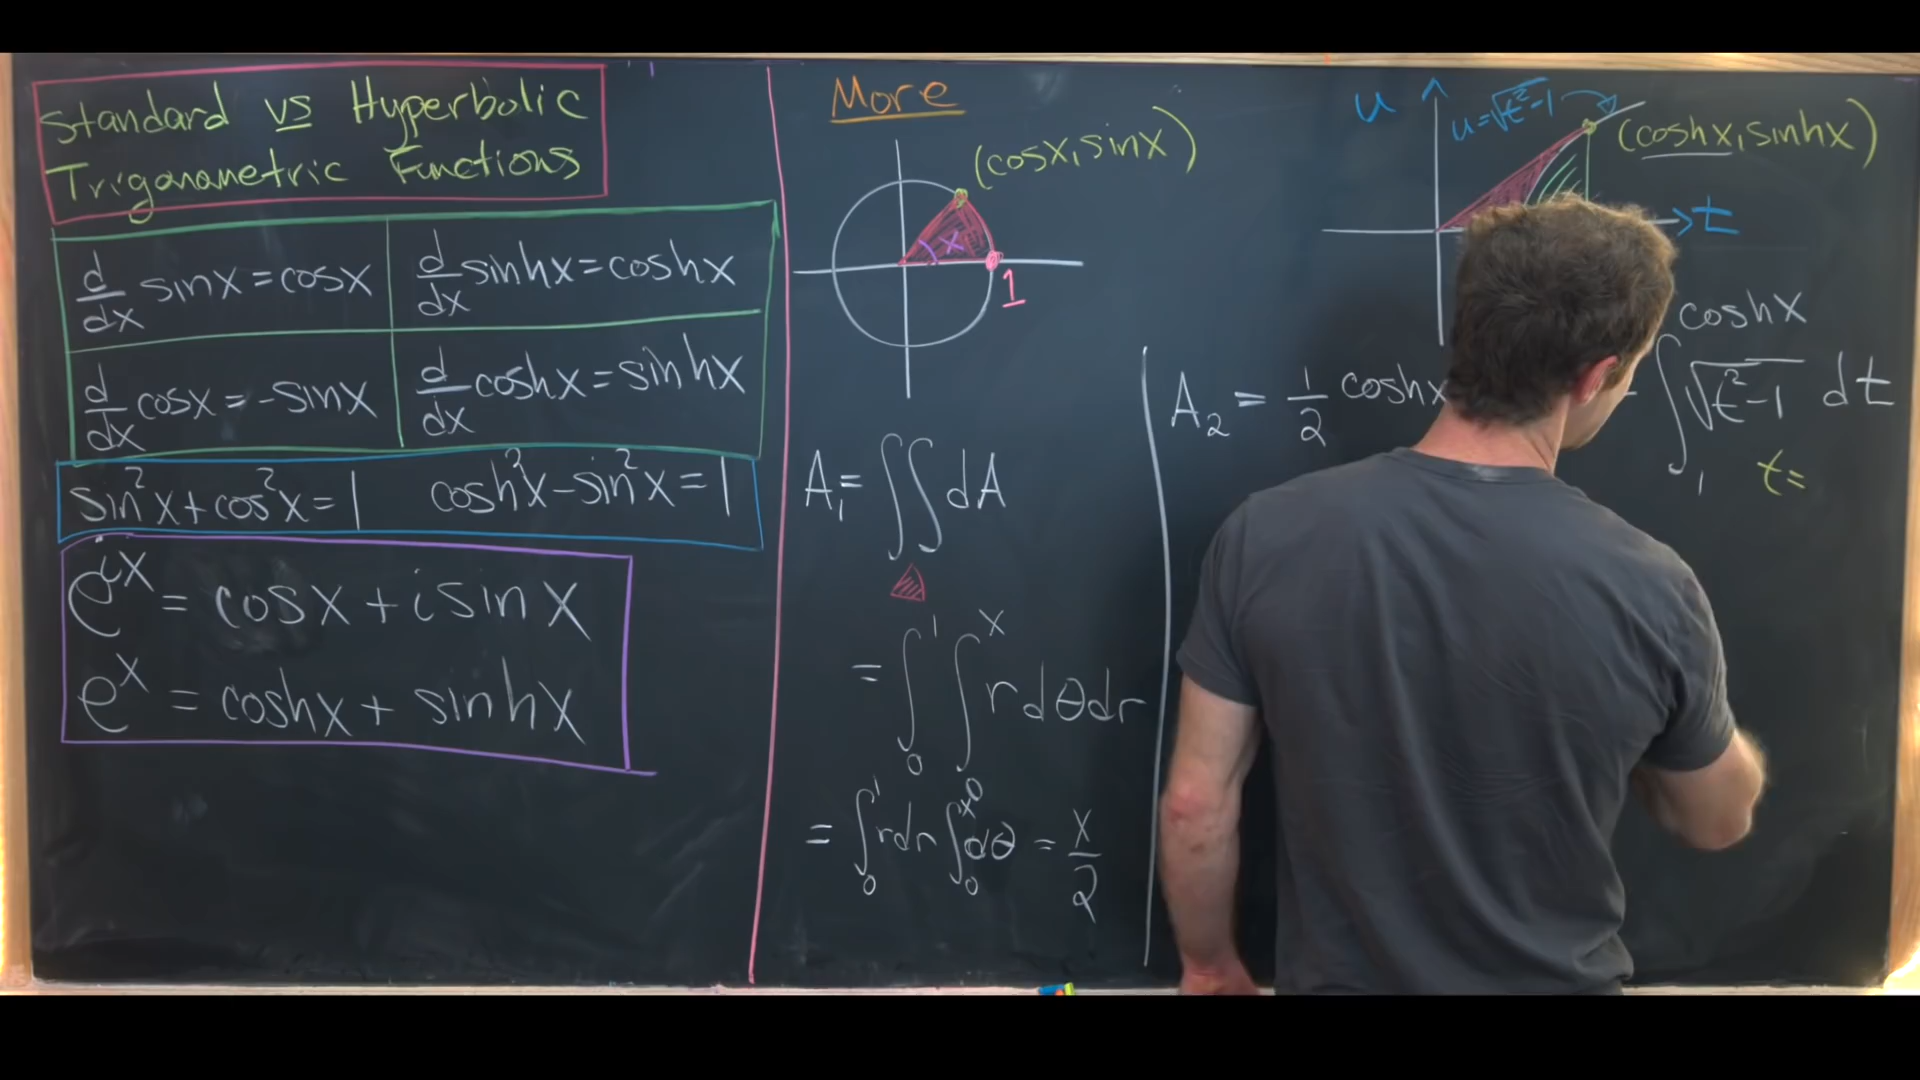 Standard vs Hyperbolic
Trigonometric Functions
d/dx sinx = cosx
d/dx sinhx = coshx
d/dx cosx = -sinx
d/dx coshx = sinhx
sin²x + cos²x = 1
cosh²x - sin²x = 1
e^ix = cosx + i sinx
e^x = coshx + sinhx
More
(cosx, sinx)
x
1
A₁ = ∬ dA
= ∫₀¹ ∫₀ˣ r dθ dr
= ∫₀¹ r dr ∫₀ˣ dθ = x/2
u
u = √(t²-1)
(coshx, sinhx)
t
A₂ = 1/2 coshx
- ∫₁^coshx √(t²-1) dt
t =